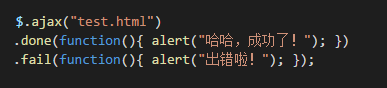 $.ajax("test.html")
.done(function(){ alert("哈哈，成功了！"); })
.fail(function(){ alert("出错啦！"); });